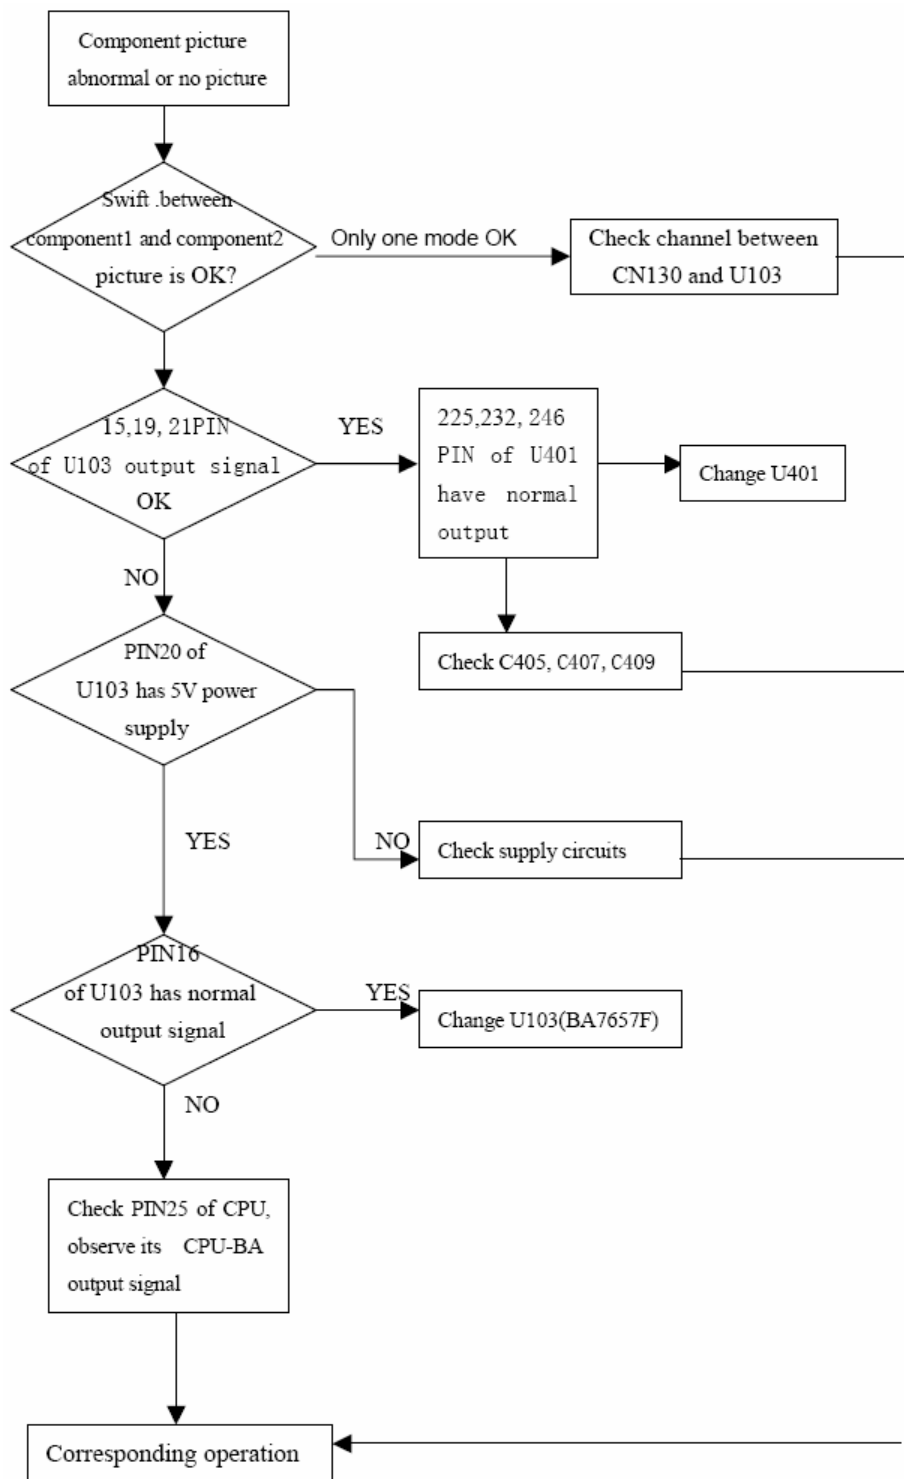 Component picture
abnormal or no picture
Swift .between
component1 and component2
picture is OK?
Only one mode OK
Check channel between
CN130 and U103
15,19, 21PIN
of U103 output signal
OK
YES
225,232, 246
PIN of U401
have normal
output
Change U401
NO
Check C405, C407, C409
PIN20 of
U103 has 5V power
supply
YES
NO
Check supply circuits
PIN16
of U103 has normal
output signal
YES
Change U103(BA7657F)
NO
Check PIN25 of CPU,
observe its CPU-BA
output signal
Corresponding operation